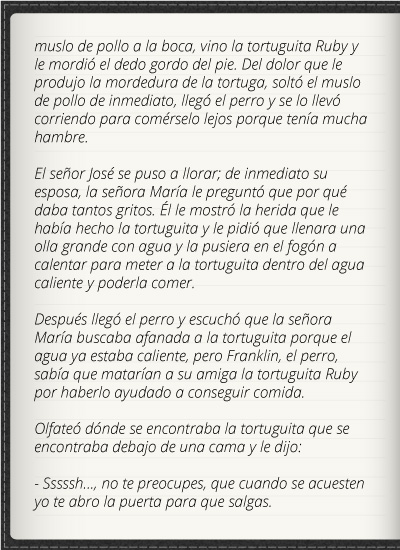 muslo de pollo a la boca, vino la tortuguita Ruby y
le mordió el dedo gordo del pie. Del dolor que le
produjo la mordedura de la tortuga, soltó el muslo
de pollo de inmediato, llegó el perro y se lo llevó
corriendo para comérselo lejos porque tenía mucha
hambre.
El señor José se puso a llorar; de inmediato su
esposa, la señora María le preguntó que por qué
daba tantos gritos. Él le mostró la herida que le
había hecho la tortuguita y le pidió que llenara una
olla grande con agua y la pusiera en el fogón a
calentar para meter a la tortuguita dentro del agua
caliente y poderla comer.
Después llegó el perro y escuchó que la señora
María buscaba afanada a la tortuguita porque el
agua ya estaba caliente, pero Franklin, el perro,
sabía que matarían a su amiga la tortuguita Ruby
por haberlo ayudado a conseguir comida.
Olfateó dónde se encontraba la tortuguita que se
encontraba debajo de una cama y le dijo:
- Sssssh..., no te preocupes, que cuando se acuesten
yo te abro la puerta para que salgas.